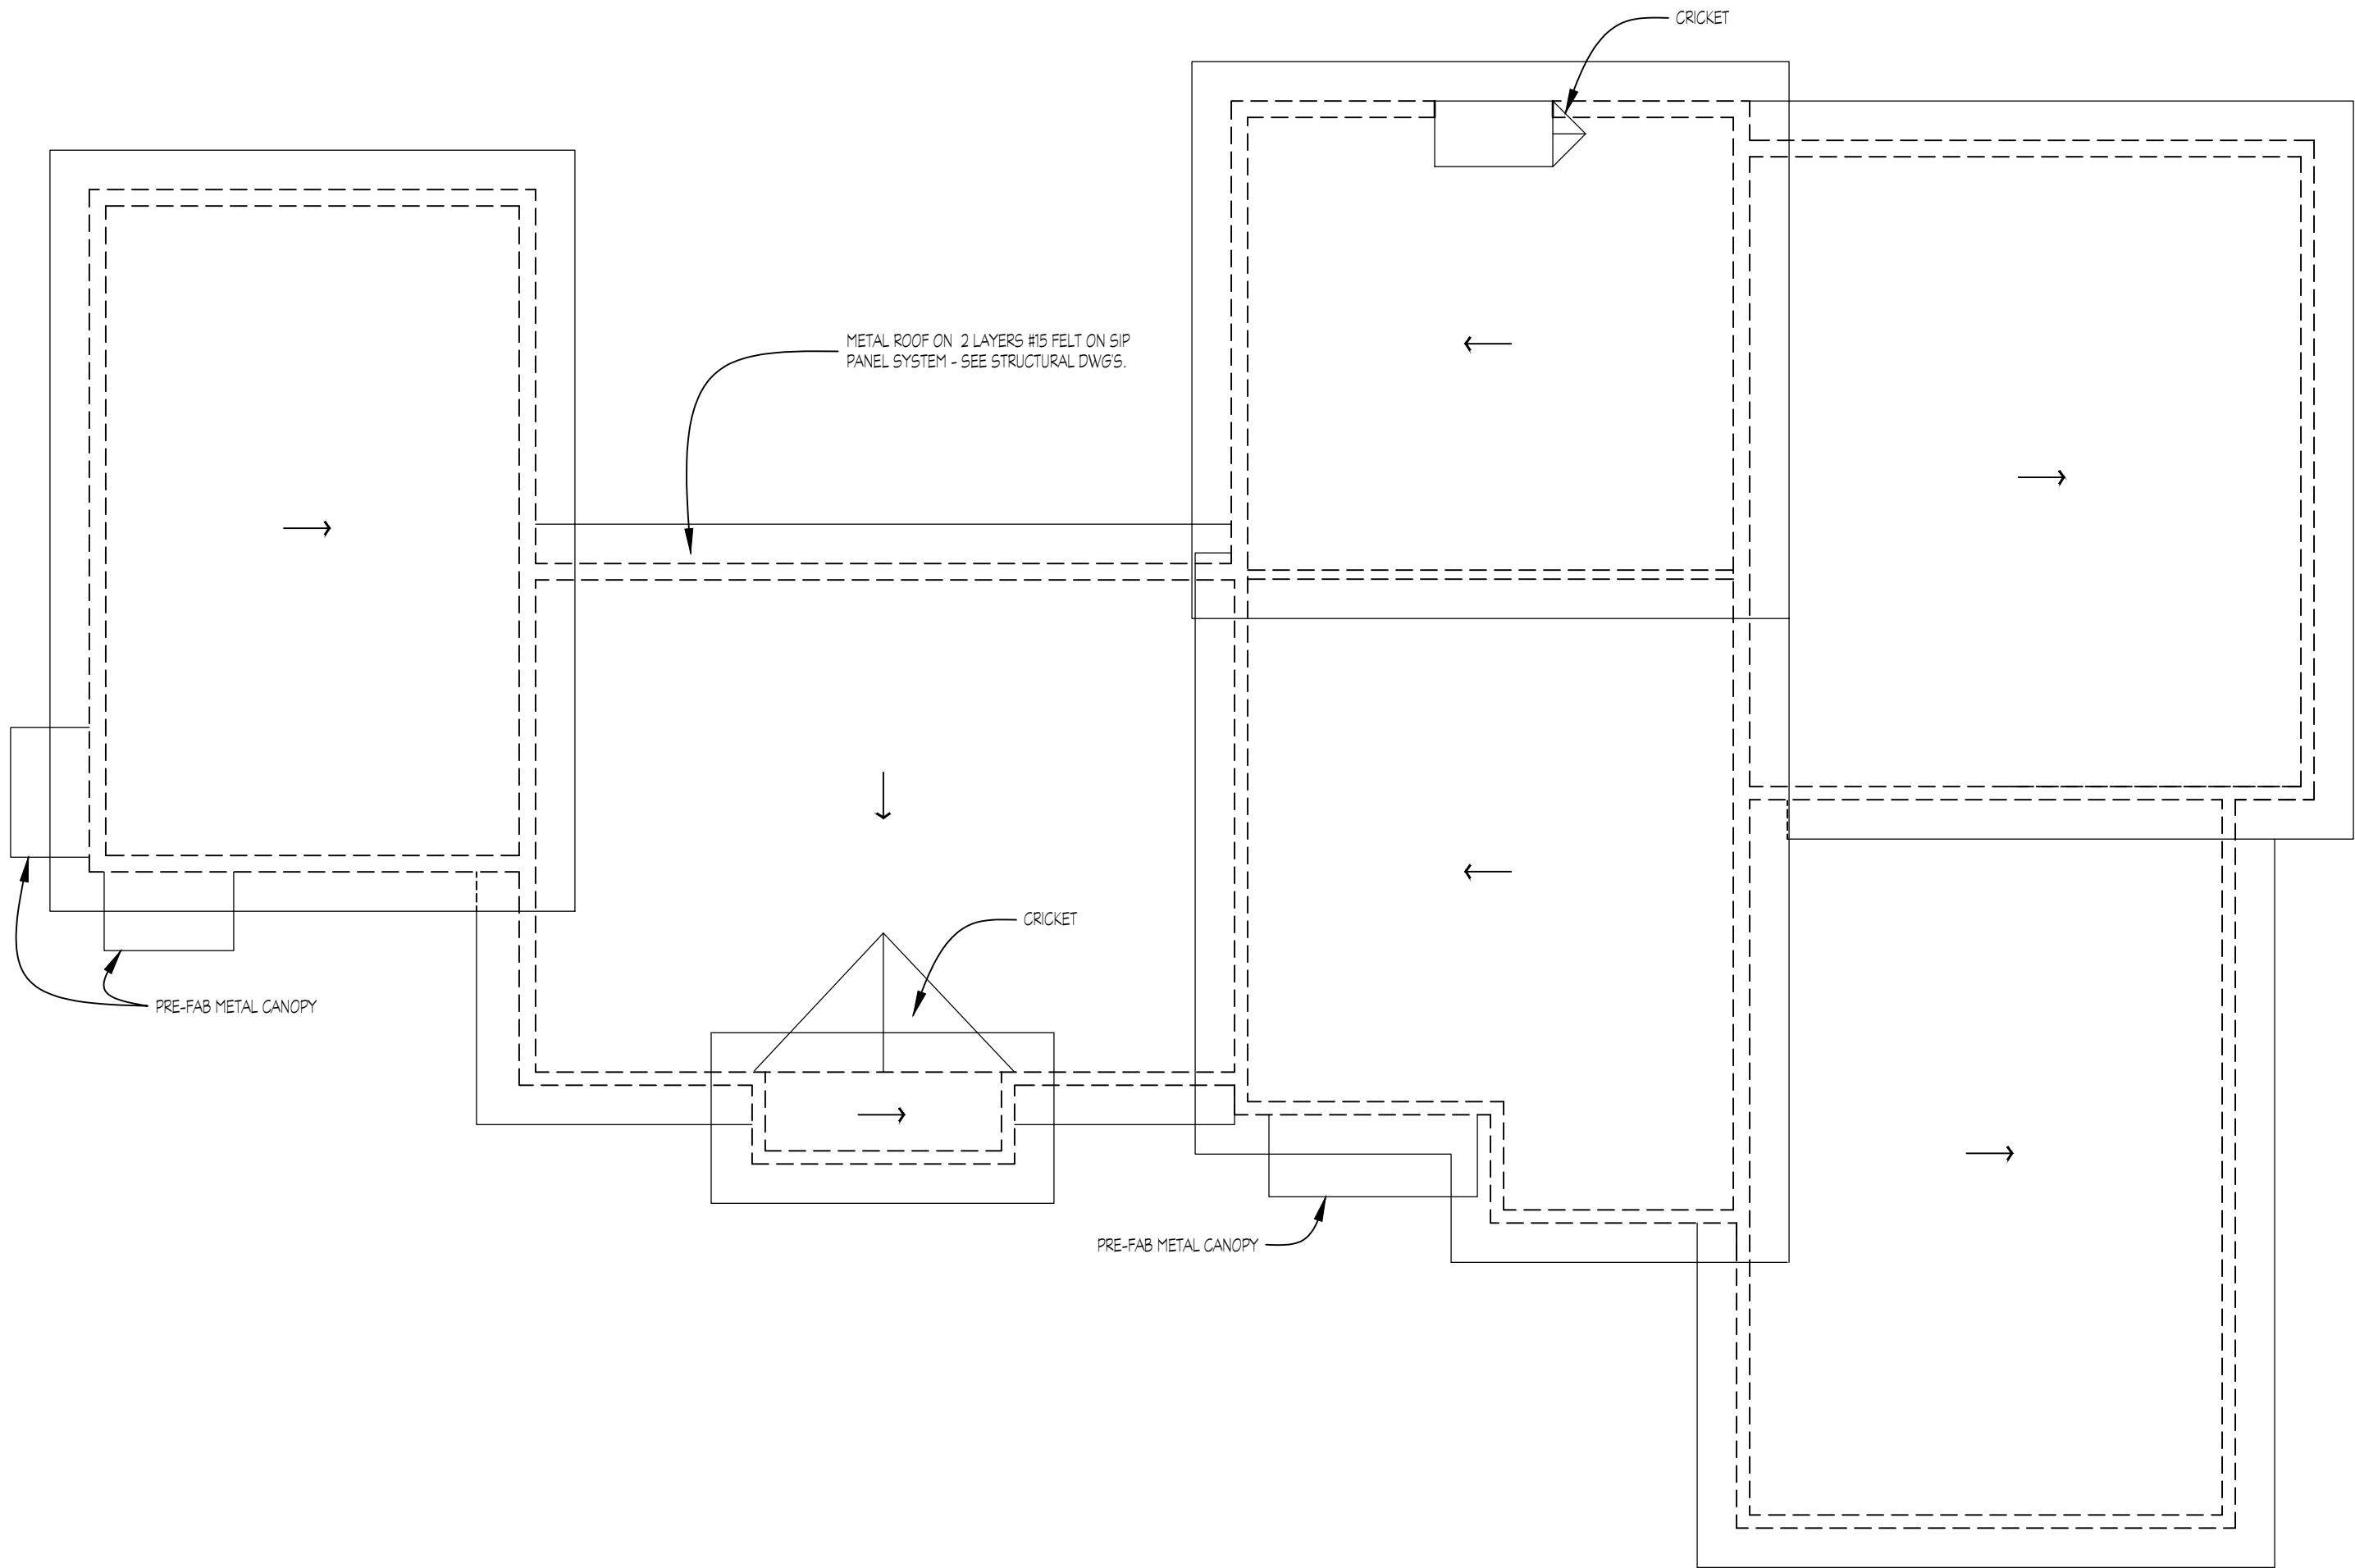 CRICKET
METAL ROOF ON 2 LAYERS #15 FELT ON SIP
PANEL SYSTEM - SEE STRUCTURAL DWG'S.
CRICKET
PRE-FAB METAL CANOPY
PRE-FAB METAL CANOPY